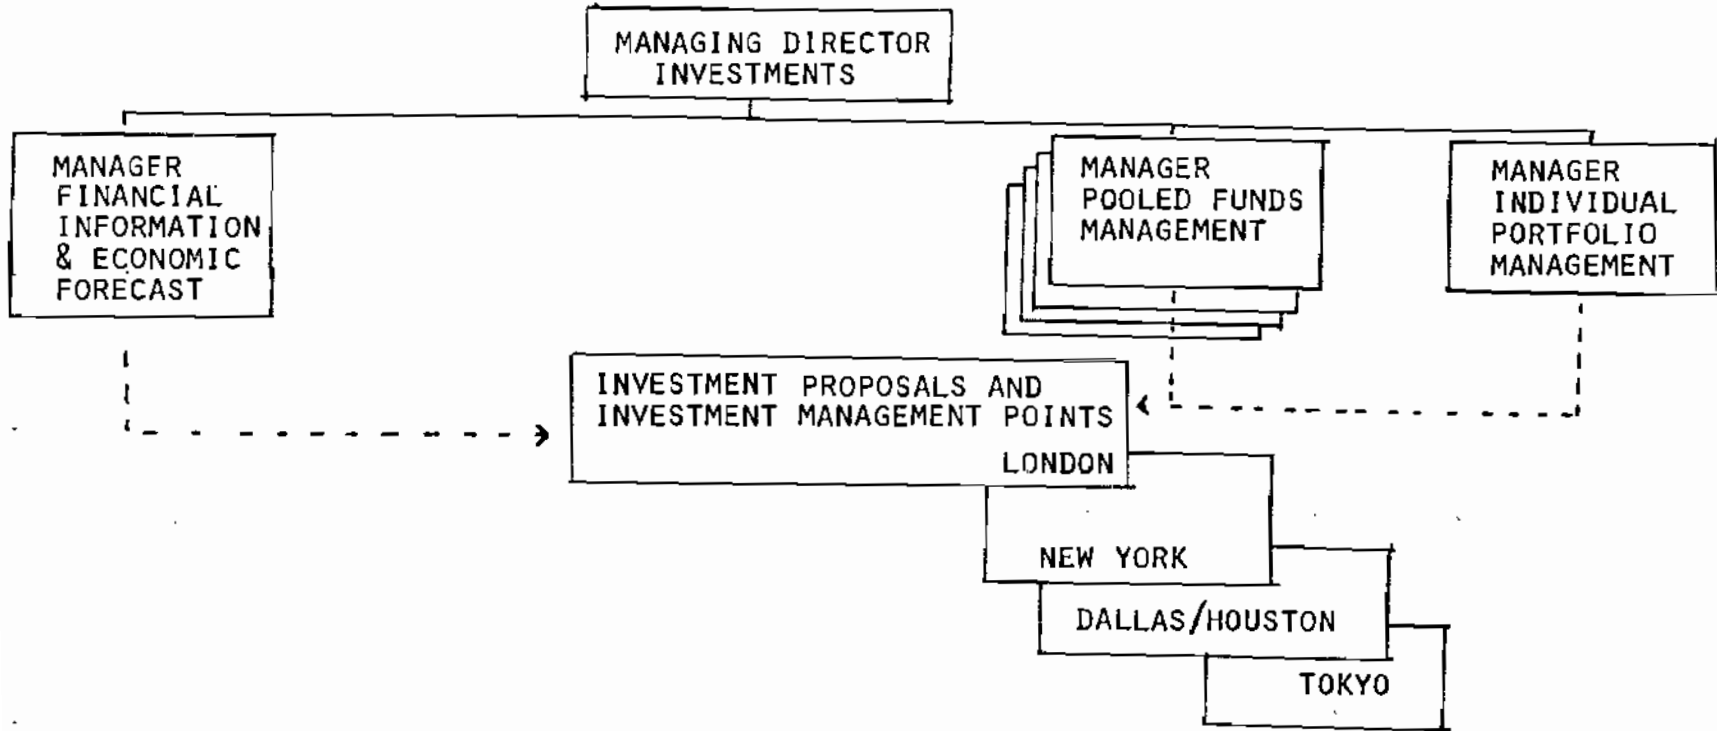 MANAGING DIRECTOR
INVESTMENTS
MANAGER
FINANCIAL
INFORMATION
& ECONOMIC
FORECAST
MANAGER
POOLED FUNDS
MANAGEMENT
MANAGER
INDIVIDUAL
PORTFOLIO
MANAGEMENT
INVESTMENT PROPOSALS AND
INVESTMENT MANAGEMENT POINTS
LONDON
NEW YORK
DALLAS/HOUSTON
TOKYO